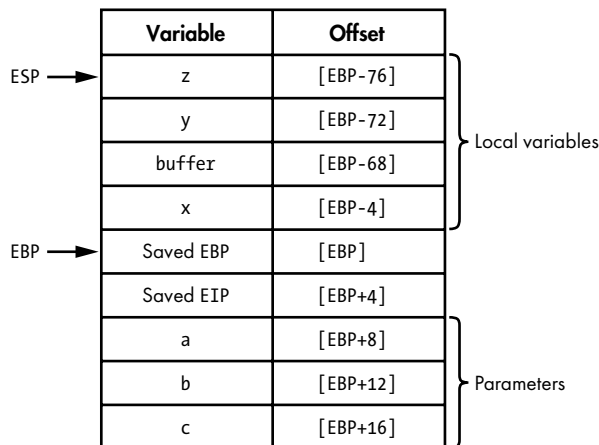 Variable Offset
ESP z [EBP-76]
y [EBP-72]
Local variables
buffer [EBP-68]
x [EBP-4]
EBP Saved EBP [EBP]
Saved EIP [EBP+4]
a [EBP+8]
b [EBP+12] Parameters
c [EBP+16]